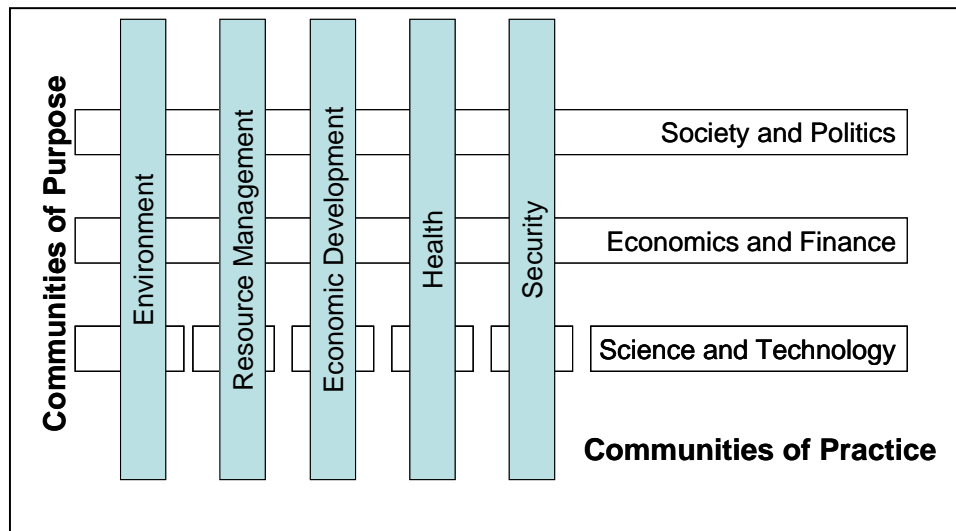 Communities of Purpose
Environment
Resource Management
Economic Development
Health
Security
Society and Politics
Economics and Finance
Science and Technology
Communities of Practice